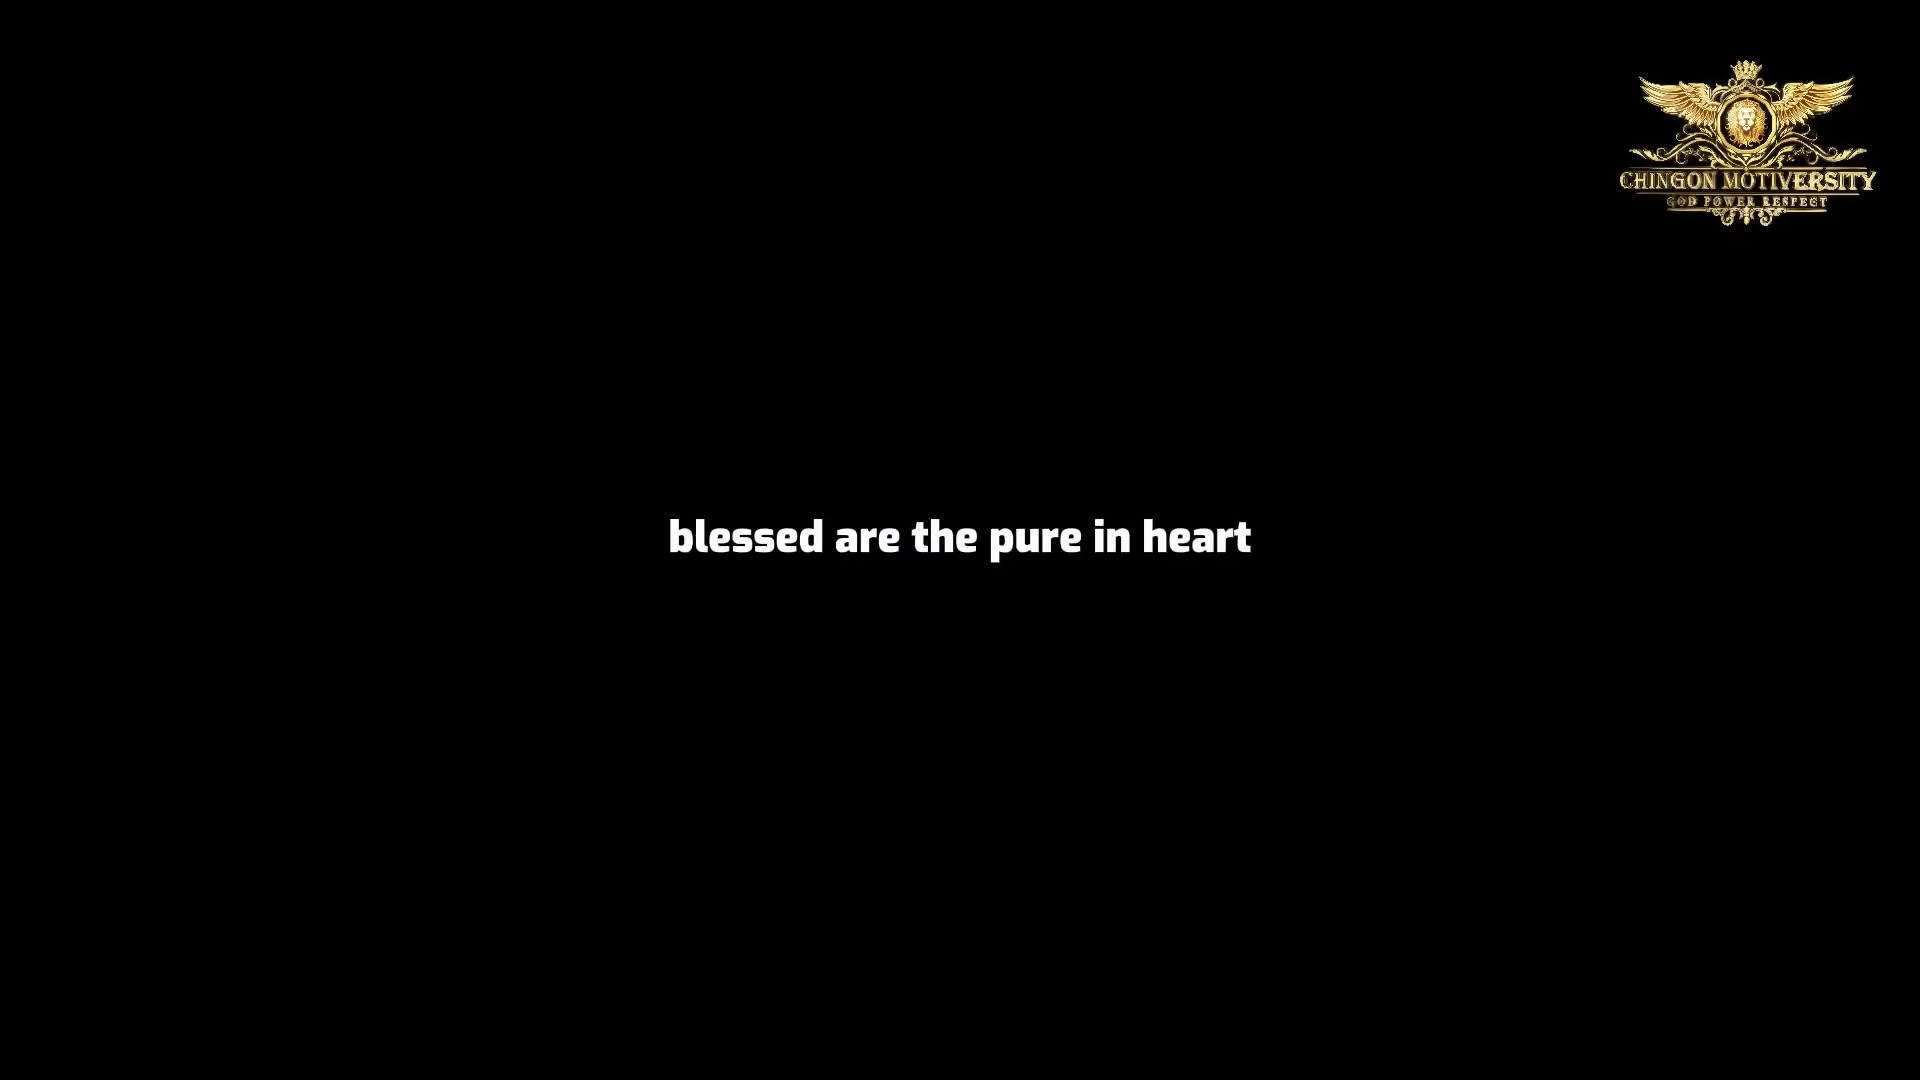 CHINGON MOTIVERSITY
GOD POWER RESPECT
blessed are the pure in heart